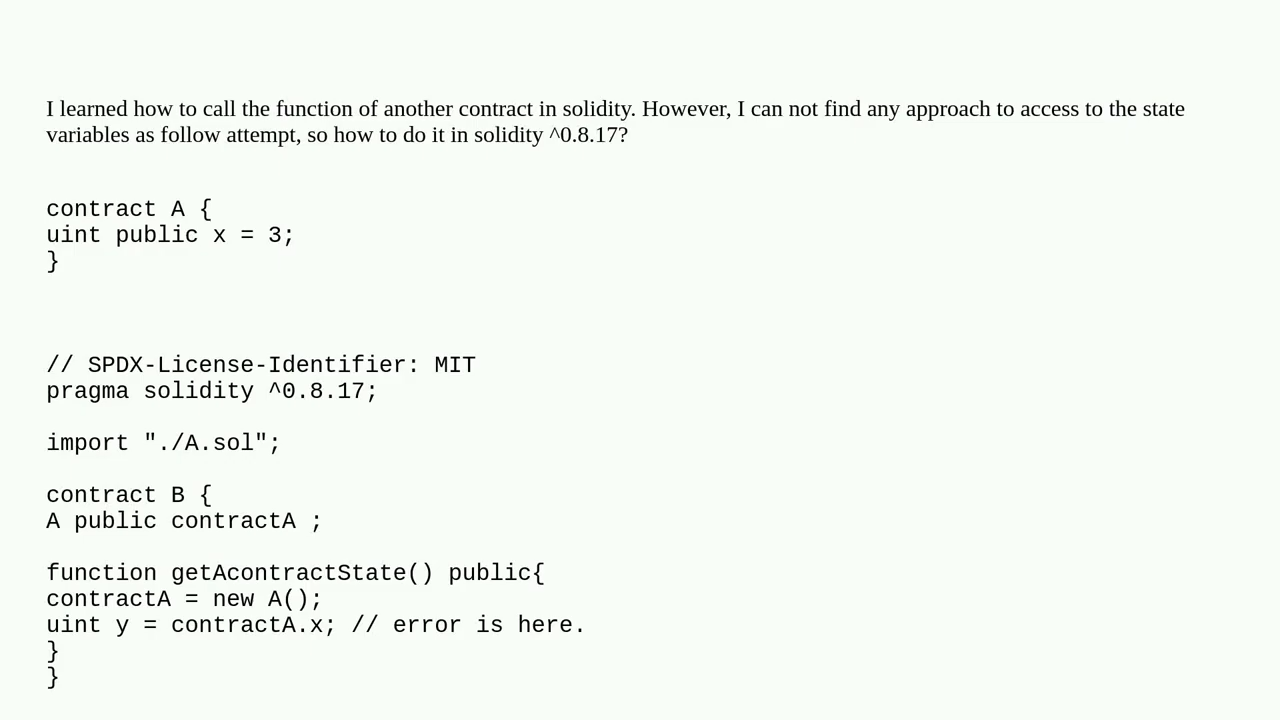 I learned how to call the function of another contract in solidity. However, I can not find any approach to access to the state
variables as follow attempt, so how to do it in solidity ^0.8.17?
contract A {
uint public x = 3;
}
// SPDX-License-Identifier: MIT
pragma solidity ^0.8.17;
import "./A.sol";
contract B {
A public contractA ;
function getAcontractState() public{
contractA = new A();
uint y = contractA.x; // error is here.
}
}